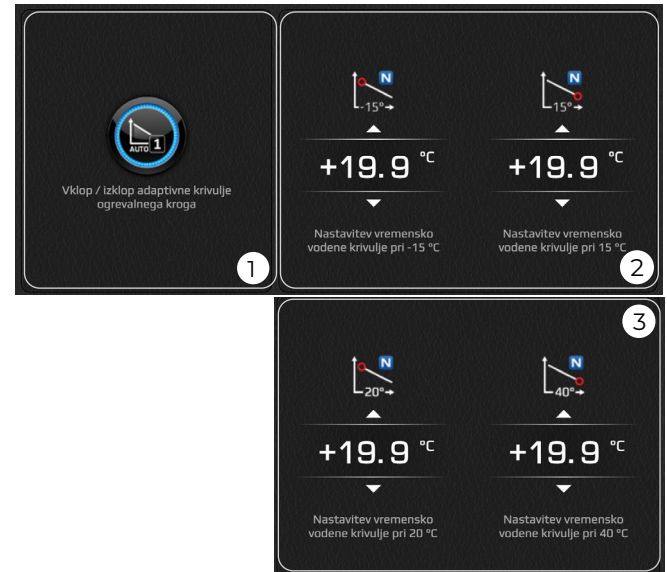 AUTO 1
Vklop / izklop adaptivne krivulje
ogrevalnega kroga
1
N
-15°
+19.9 °C
Nastavitev vremensko
vodene krivulje pri -15 °C
N
15°
+19.9 °C
Nastavitev vremensko
vodene krivulje pri 15 °C
2
3
N
20°
+19.9 °C
Nastavitev vremensko
vodene krivulje pri 20 °C
N
40°
+19.9 °C
Nastavitev vremensko
vodene krivulje pri 40 °C